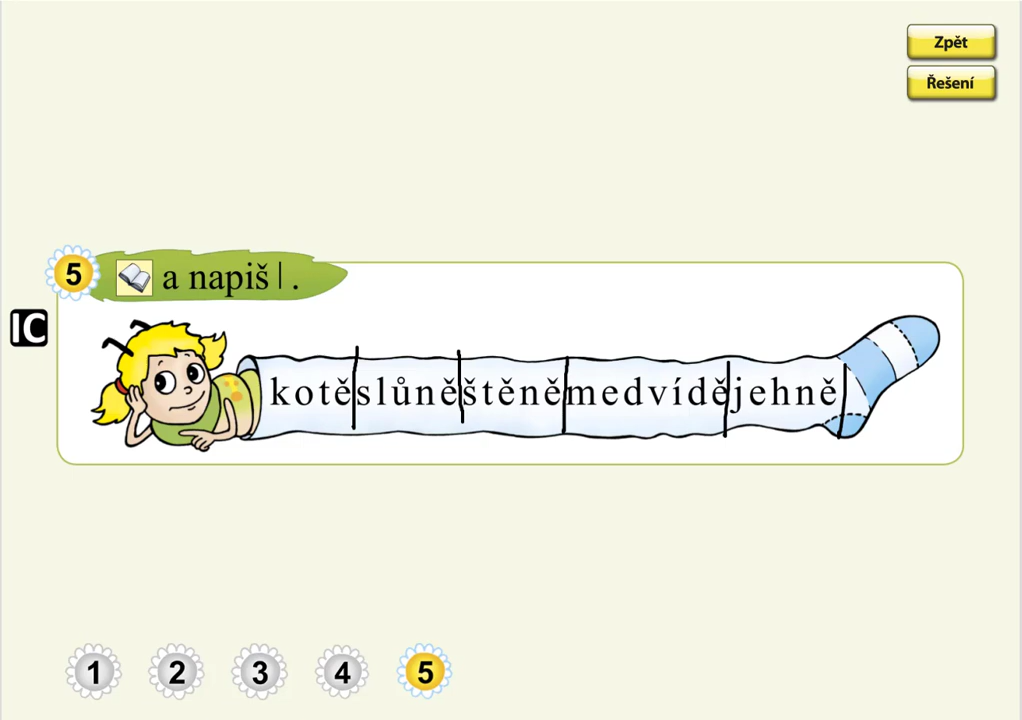 Zpět
Řešení
5 a napiš | .
IC
kotě|slůně|štěně|medvídě|jehně|
1 2 3 4 5